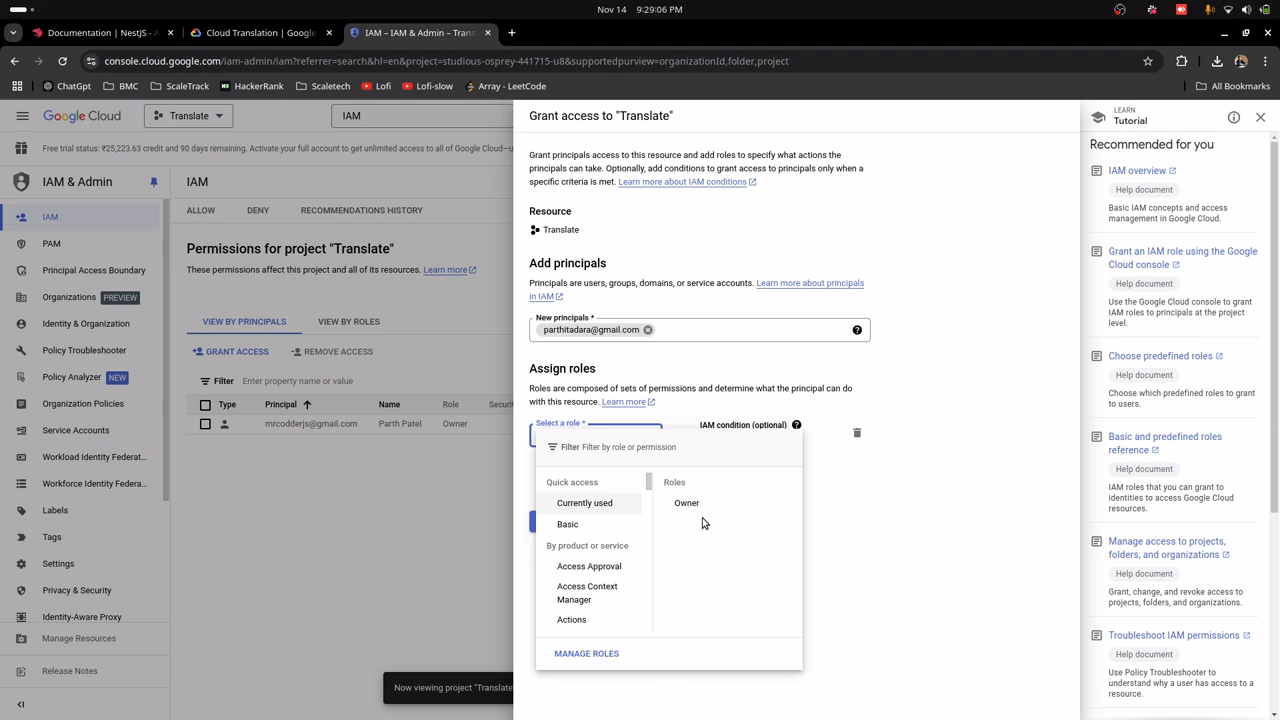 Nov 14   9:29:06 PM
Documentation | NestJS - A
Cloud Translation | Google
IAM – IAM & Admin – Trans
console.cloud.google.com/iam-admin/iam?referrer=search&hl=en&project=studious-osprey-441715-u8&supportedpurview=organizationId,folder,project
ChatGPT
BMC
ScaleTrack
HackerRank
Scaletech
Lofi
Lofi-slow
Array - LeetCode
All Bookmarks
Google Cloud
Translate
IAM
Free trial status: ₹25,223.63 credit and 90 days remaining. Activate your full account to get unlimited access to all of Google Cloud—u
IAM & Admin
IAM
PAM
Principal Access Boundary
Organizations PREVIEW
Identity & Organization
Policy Troubleshooter
Policy Analyzer NEW
Organization Policies
Service Accounts
Workload Identity Federat...
Workforce Identity Federa...
Labels
Tags
Settings
Privacy & Security
Identity-Aware Proxy
Manage Resources
Release Notes
IAM
ALLOW
DENY
RECOMMENDATIONS HISTORY
Permissions for project "Translate"
These permissions affect this project and all of its resources. Learn more
VIEW BY PRINCIPALS
VIEW BY ROLES
GRANT ACCESS
REMOVE ACCESS
Filter Enter property name or value
Type Principal Name Role Securit
mrcodderjs@gmail.com Parth Patel Owner
Now viewing project "Translate
Grant access to "Translate"
Grant principals access to this resource and add roles to specify what actions the
principals can take. Optionally, add conditions to grant access to principals only when a
specific criteria is met. Learn more about IAM conditions
Resource
Translate
Add principals
Principals are users, groups, domains, or service accounts. Learn more about principals
in IAM
New principals *
parthitadara@gmail.com
Assign roles
Roles are composed of sets of permissions and determine what the principal can do
with this resource. Learn more
Select a role *
IAM condition (optional)
Filter Filter by role or permission
Quick access
Currently used
Basic
By product or service
Access Approval
Access Context
Manager
Actions
Roles
Owner
MANAGE ROLES
LEARN
Tutorial
Recommended for you
IAM overview
Help document
Basic IAM concepts and access
management in Google Cloud.
Grant an IAM role using the Google
Cloud console
Help document
Use the Google Cloud console to grant
IAM roles to principals at the project
level.
Choose predefined roles
Help document
Choose which predefined roles to grant
to users.
Basic and predefined roles
reference
Help document
IAM roles that you can grant to
identities to access Google Cloud
resources.
Manage access to projects,
folders, and organizations
Help document
Grant, change, and revoke access to
projects, folders, and organizations.
Troubleshoot IAM permissions
Help document
Use Policy Troubleshooter to
understand why a user has access to a
resource.